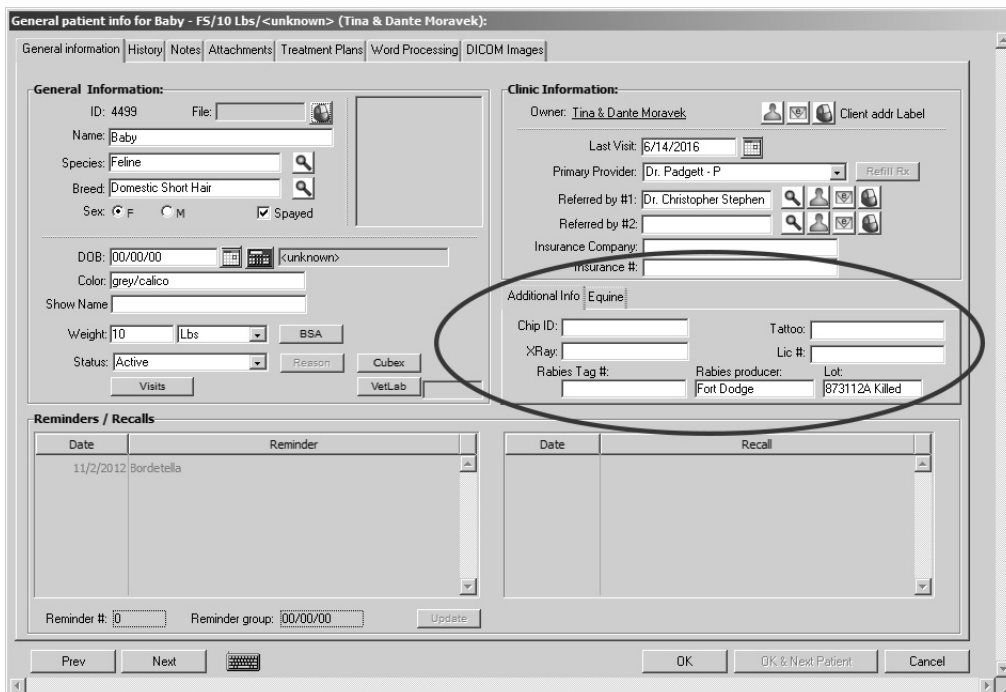 General patient info for Baby - FS/10 Lbs/<unknown> (Tina & Dante Moravek):
General information History Notes Attachments Treatment Plans Word Processing DICOM Images
General Information:
ID: 4499 File:
Name: Baby
Species: Feline
Breed: Domestic Short Hair
Sex: F M Spayed
DOB: 00/00/00 <unknown>
Color: grey/calico
Show Name
Weight: 10 Lbs BSA
Status: Active Reason Cubex
Visits VetLab
Clinic Information:
Owner: Tina & Dante Moravek Client addr Label
Last Visit: 6/14/2016
Primary Provider: Dr. Padgett - P Refill Rx
Referred by #1: Dr. Christopher Stephen
Referred by #2:
Insurance Company:
Insurance #:
Additional Info Equine
Chip ID: Tattoo:
XRay: Lic #:
Rabies Tag #: Rabies producer: Lot:
Fort Dodge 873112A Killed
Reminders / Recalls
Date Reminder
11/2/2012 Bordetella
Date Recall
Reminder #: 0 Reminder group: 00/00/00 Update
Prev Next OK OK & Next Patient Cancel